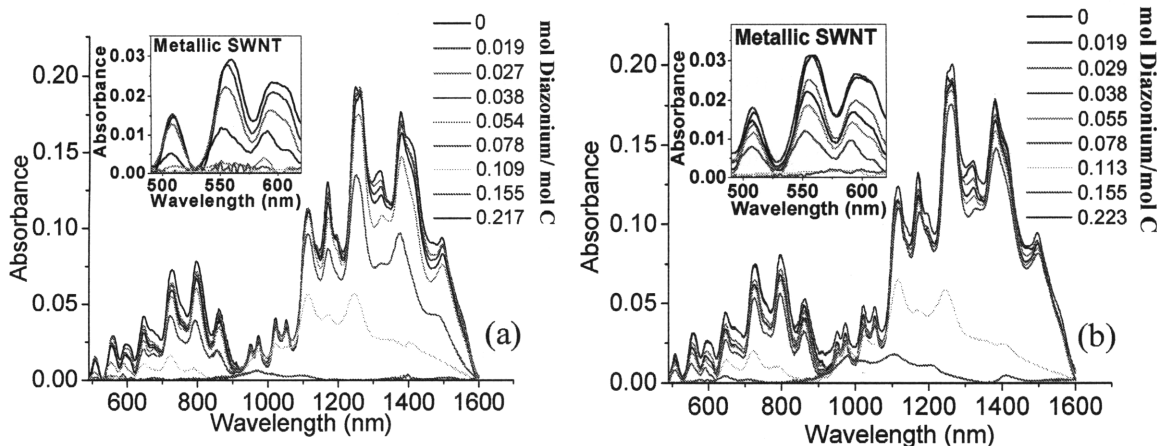 Metallic SWNT
Absorbance
0.03
0.02
0.01
0.00
500 550 600
Wavelength (nm)
0
0.019
0.027
0.038
0.054
0.078
0.109
0.155
0.217
mol Diazonium/ mol C
Absorbance
0.20
0.15
0.10
0.05
0.00
600 800 1000 1200 1400 1600
Wavelength (nm)
(a)
Metallic SWNT
Absorbance
0.03
0.02
0.01
0.00
500 550 600
Wavelength (nm)
0
0.019
0.029
0.038
0.055
0.078
0.113
0.155
0.223
mol Diazonium/mol C
Absorbance
0.20
0.15
0.10
0.05
0.00
600 800 1000 1200 1400 1600
Wavelength (nm)
(b)